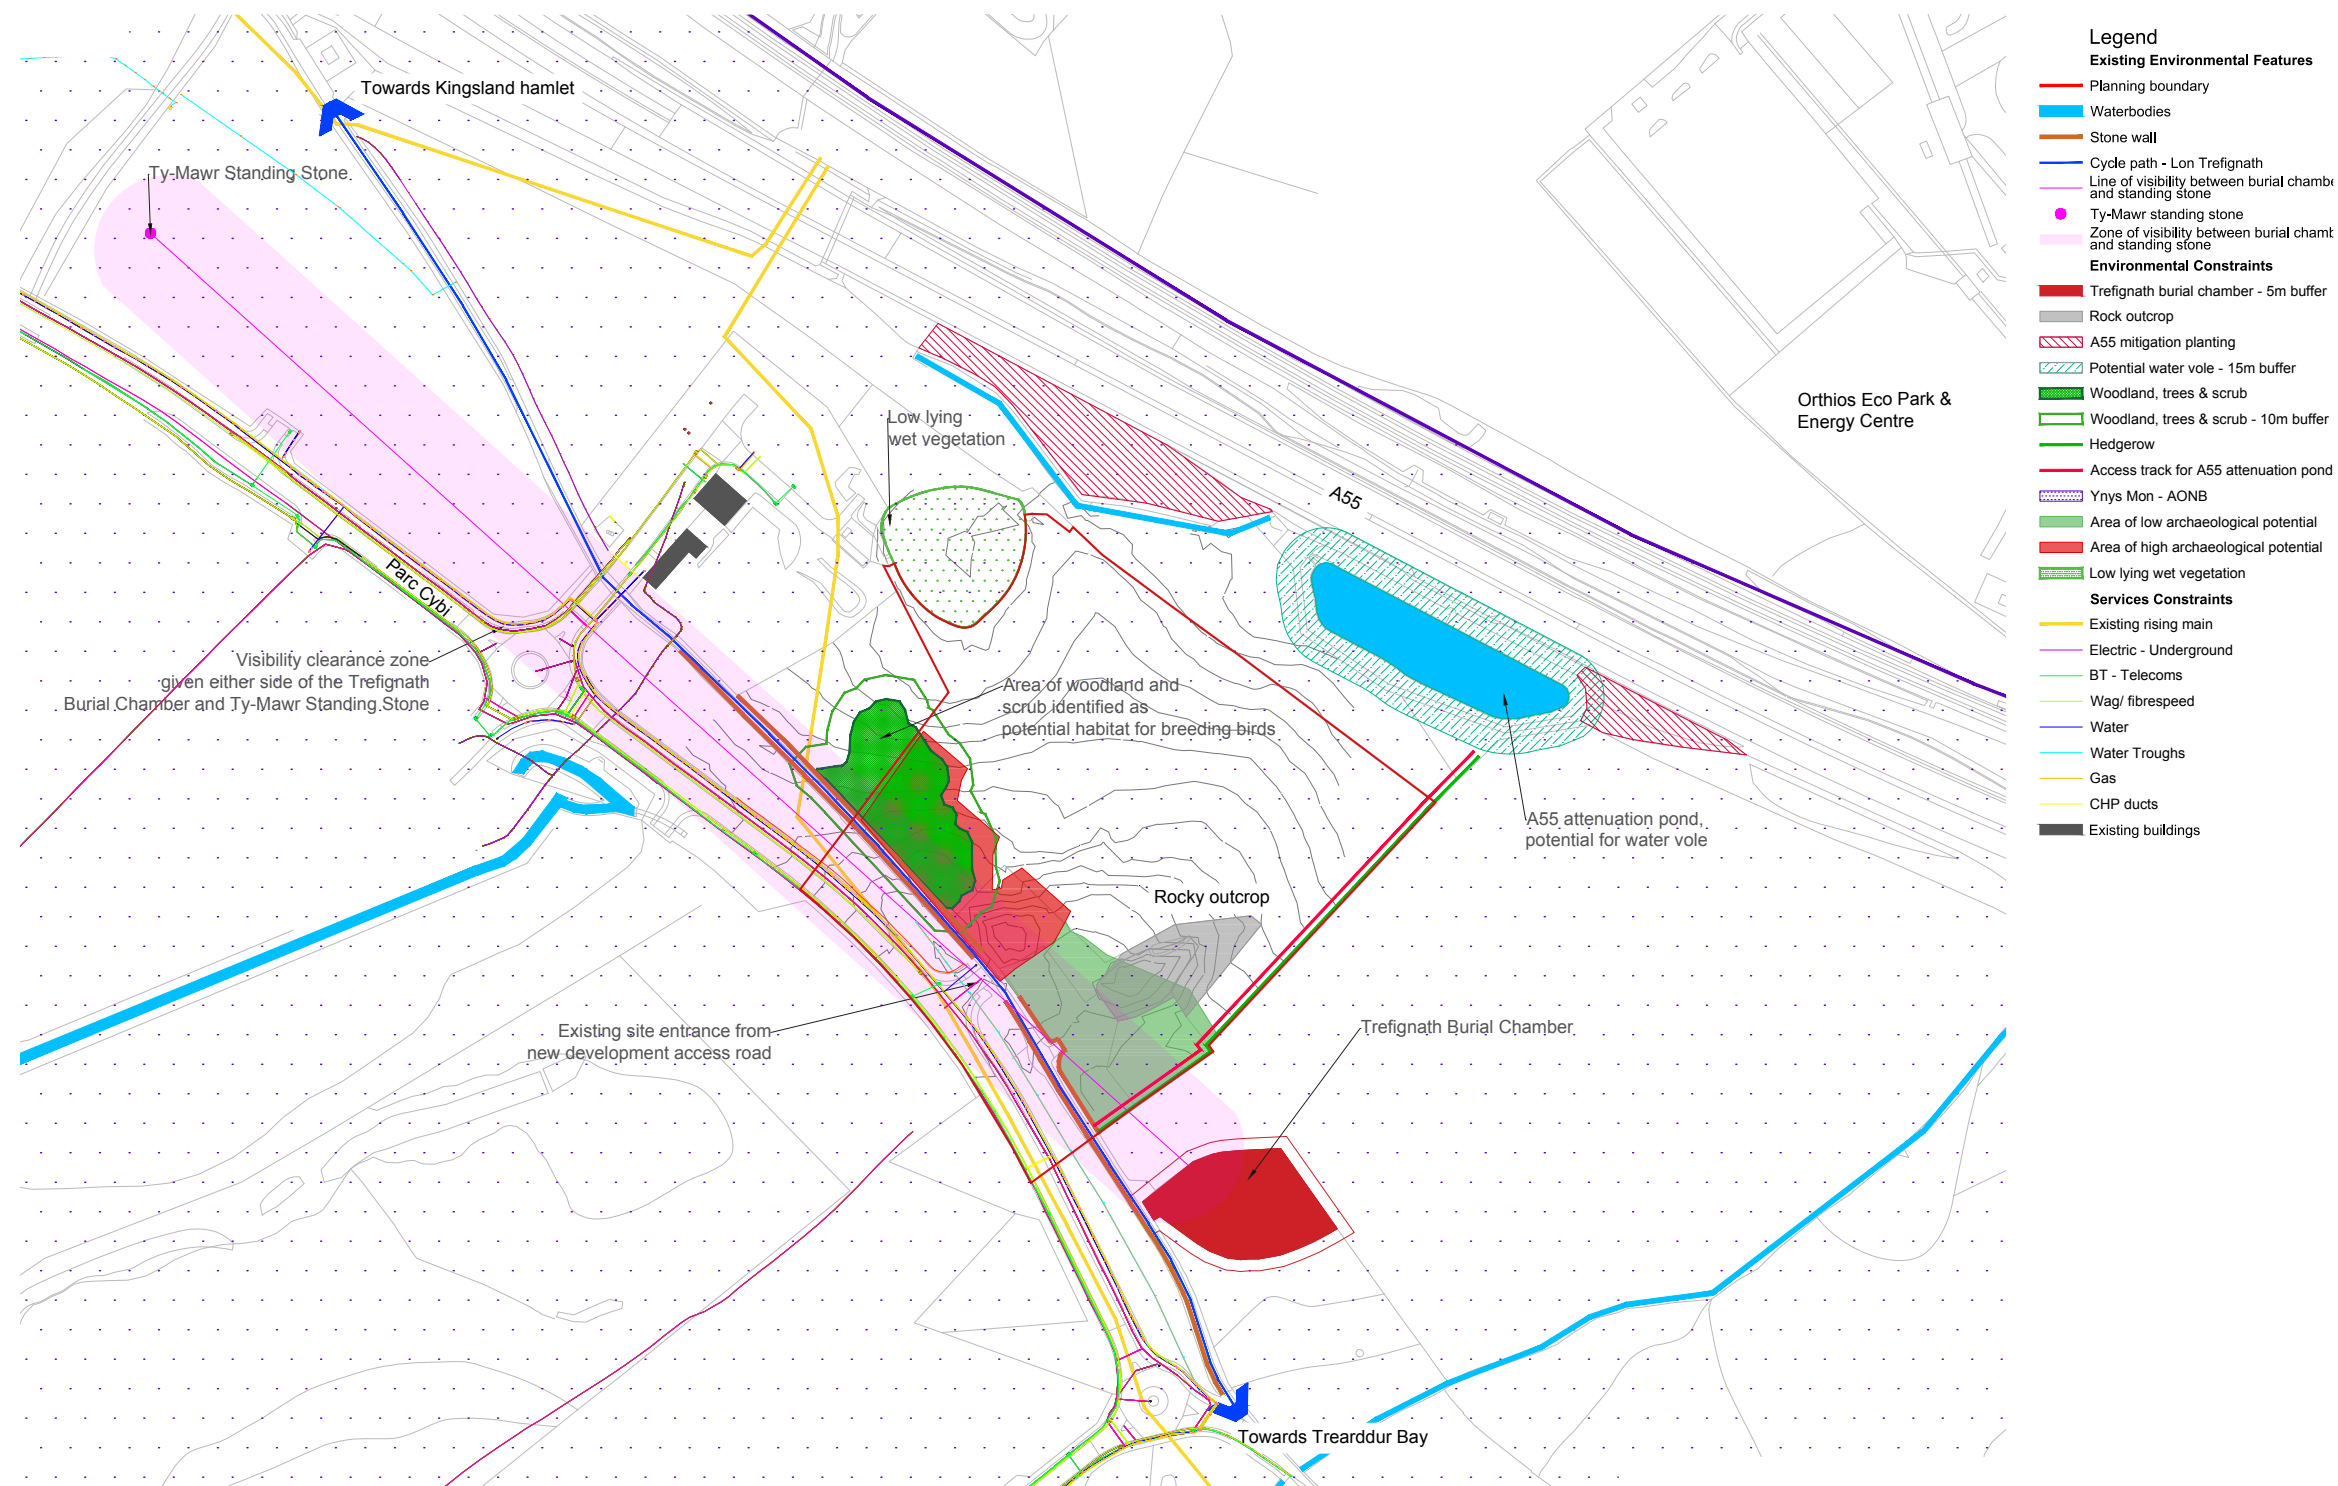 Towards Kingsland hamlet
Ty-Mawr Standing Stone
Low lying
wet vegetation
A55
Orthios Eco Park &
Energy Centre
Parc Cybi
Visibility clearance zone
given either side of the Trefignath
Burial Chamber and Ty-Mawr Standing Stone
Area of woodland and
scrub identified as
potential habitat for breeding birds
A55 attenuation pond,
potential for water vole
Rocky outcrop
Existing site entrance from
new development access road
Trefignath Burial Chamber
Towards Trearddur Bay
Legend
Existing Environmental Features
Planning boundary
Waterbodies
Stone wall
Cycle path - Lon Trefignath
Line of visibility between burial chambe
and standing stone
Ty-Mawr standing stone
Zone of visibility between burial chamb
and standing stone
Environmental Constraints
Trefignath burial chamber - 5m buffer
Rock outcrop
A55 mitigation planting
Potential water vole - 15m buffer
Woodland, trees & scrub
Woodland, trees & scrub - 10m buffer
Hedgerow
Access track for A55 attenuation pond
Ynys Mon - AONB
Area of low archaeological potential
Area of high archaeological potential
Low lying wet vegetation
Services Constraints
Existing rising main
Electric - Underground
BT - Telecoms
Wag/ fibrespeed
Water
Water Troughs
Gas
CHP ducts
Existing buildings